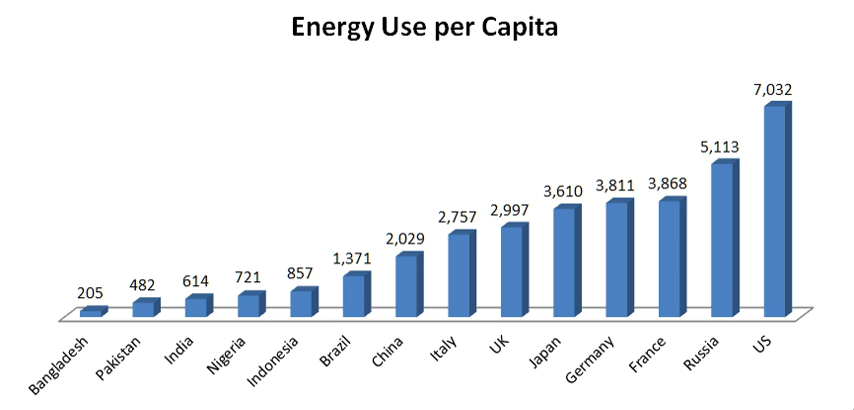 Energy Use per Capita
205
482
614
721
857
1,371
2,029
2,757
2,997
3,610
3,811
3,868
5,113
7,032
Bangladesh
Pakistan
India
Nigeria
Indonesia
Brazil
China
Italy
UK
Japan
Germany
France
Russia
US